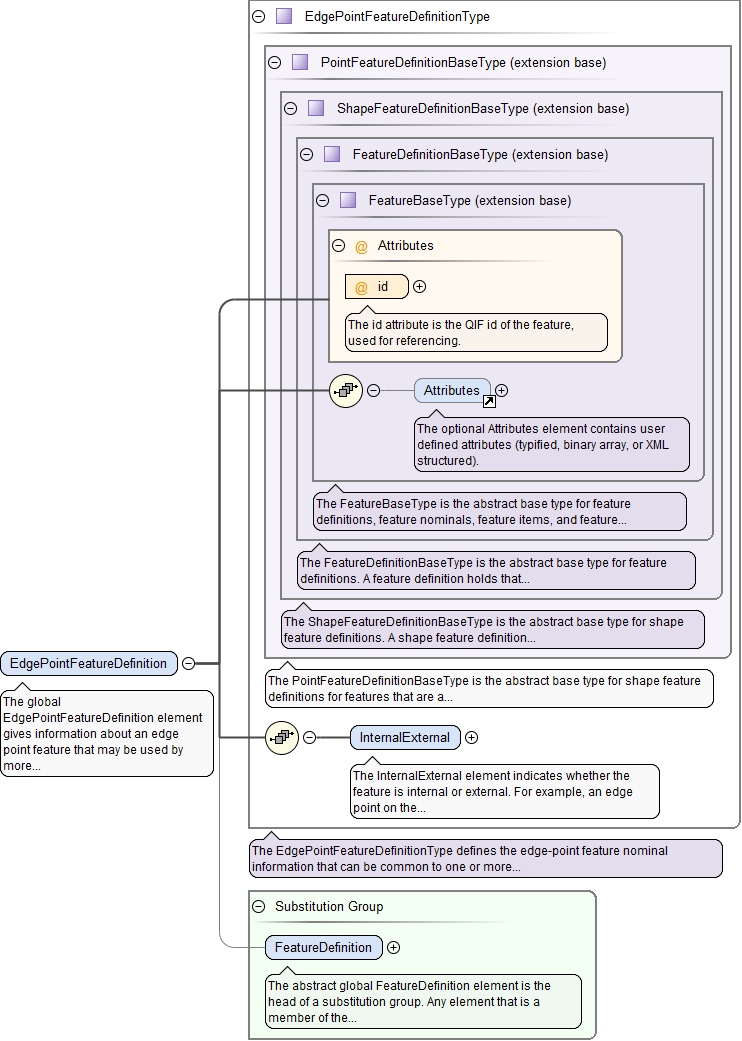 EdgePointFeatureDefinitionType
PointFeatureDefinitionBaseType (extension base)
ShapeFeatureDefinitionBaseType (extension base)
FeatureDefinitionBaseType (extension base)
FeatureBaseType (extension base)
@ Attributes
@ id
The id attribute is the QIF id of the feature,
used for referencing.
Attributes
The optional Attributes element contains user
defined attributes (typified, binary array, or XML
structured).
The FeatureBaseType is the abstract base type for feature
definitions, feature nominals, feature items, and feature...
The FeatureDefinitionBaseType is the abstract base type for feature
definitions. A feature definition holds that...
The ShapeFeatureDefinitionBaseType is the abstract base type for shape
feature definitions. A shape feature definition...
EdgePointFeatureDefinition
The global
EdgePointFeatureDefinition element
gives information about an edge
point feature that may be used by
more...
The PointFeatureDefinitionBaseType is the abstract base type for shape feature
definitions for features that are a...
InternalExternal
The InternalExternal element indicates whether the
feature is internal or external. For example, an edge
point on the...
The EdgePointFeatureDefinitionType defines the edge-point feature nominal
information that can be common to one or more...
Substitution Group
FeatureDefinition
The abstract global FeatureDefinition element is the
head of a substitution group. Any element that is a
member of the...